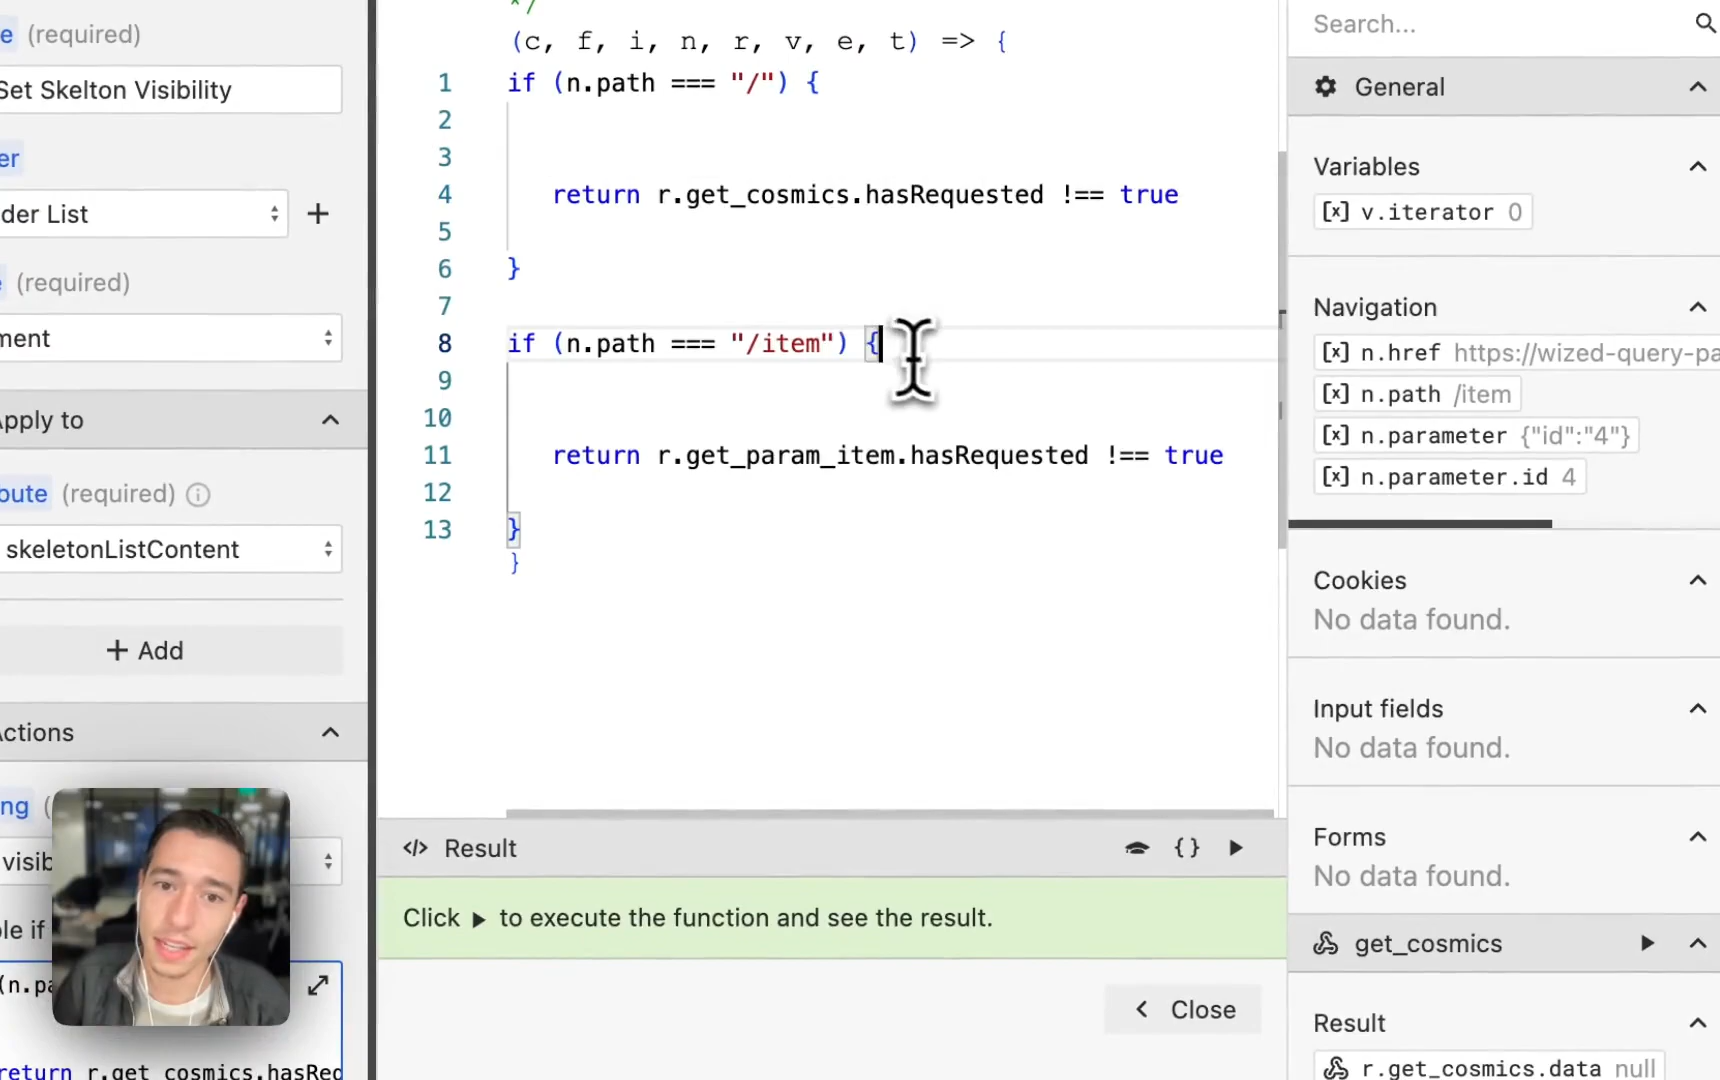 e (required)
Set Skelton Visibility
er
der List
e (required)
ment
Apply to
bute (required)
skeletonListContent
+ Add
Actions
ng (
visib
le if
(n.pa
return r.get_cosmics.hasReq
*/
(c, f, i, n, r, v, e, t) => {
1 if (n.path === "/") {
2
3
4 return r.get_cosmics.hasRequested !== true
5
6 }
7
8 if (n.path === "/item") {
9
10
11 return r.get_param_item.hasRequested !== true
12
13 }
}
</> Result
{}
Click ▶ to execute the function and see the result.
Close
Search...
General
Variables
[x] v.iterator 0
Navigation
[x] n.href https://wized-query-pa
[x] n.path /item
[x] n.parameter {"id":"4"}
[x] n.parameter.id 4
Cookies
No data found.
Input fields
No data found.
Forms
No data found.
get_cosmics
Result
r.get_cosmics.data null